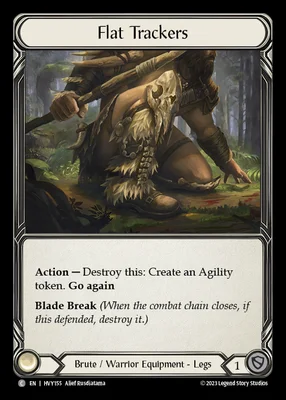 Flat Trackers
Action — Destroy this: Create an Agility
token. Go again
Blade Break (When the combat chain closes, if
this defended, destroy it.)
Brute / Warrior Equipment - Legs
1
C EN | HVY155 Alief Rusdiatama
©2023 Legend Story Studios